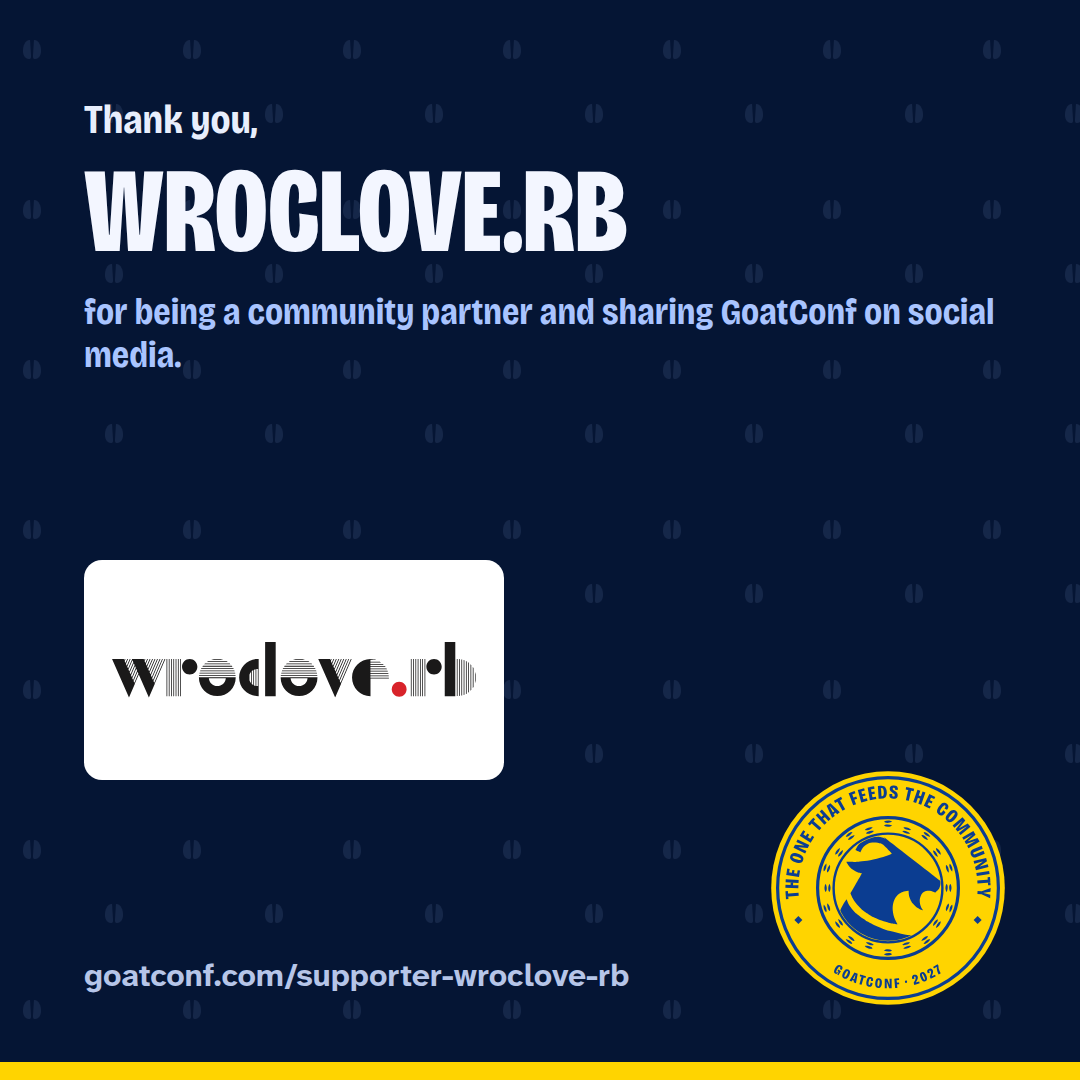 Thank you,
WROCLOVE.RB
for being a community partner and sharing GoatConf on social
media.
wroclove.rb
THE ONE THAT FEEDS THE COMMUNITY
GOATCONF · 2027
goatconf.com/supporter-wroclove-rb